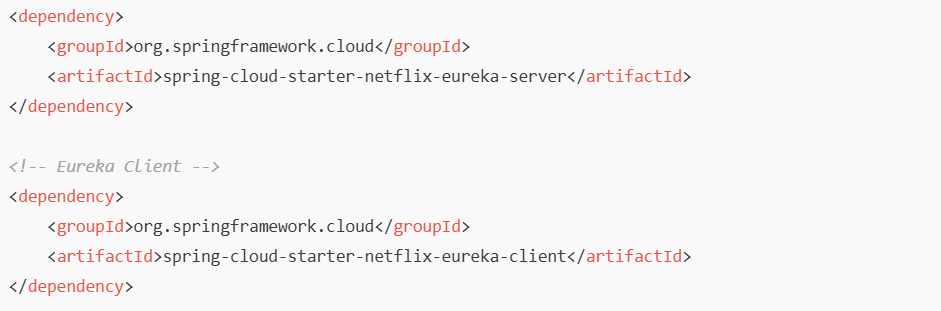 <dependency>
    <groupId>org.springframework.cloud</groupId>
    <artifactId>spring-cloud-starter-netflix-eureka-server</artifactId>
</dependency>

<!-- Eureka Client -->
<dependency>
    <groupId>org.springframework.cloud</groupId>
    <artifactId>spring-cloud-starter-netflix-eureka-client</artifactId>
</dependency>